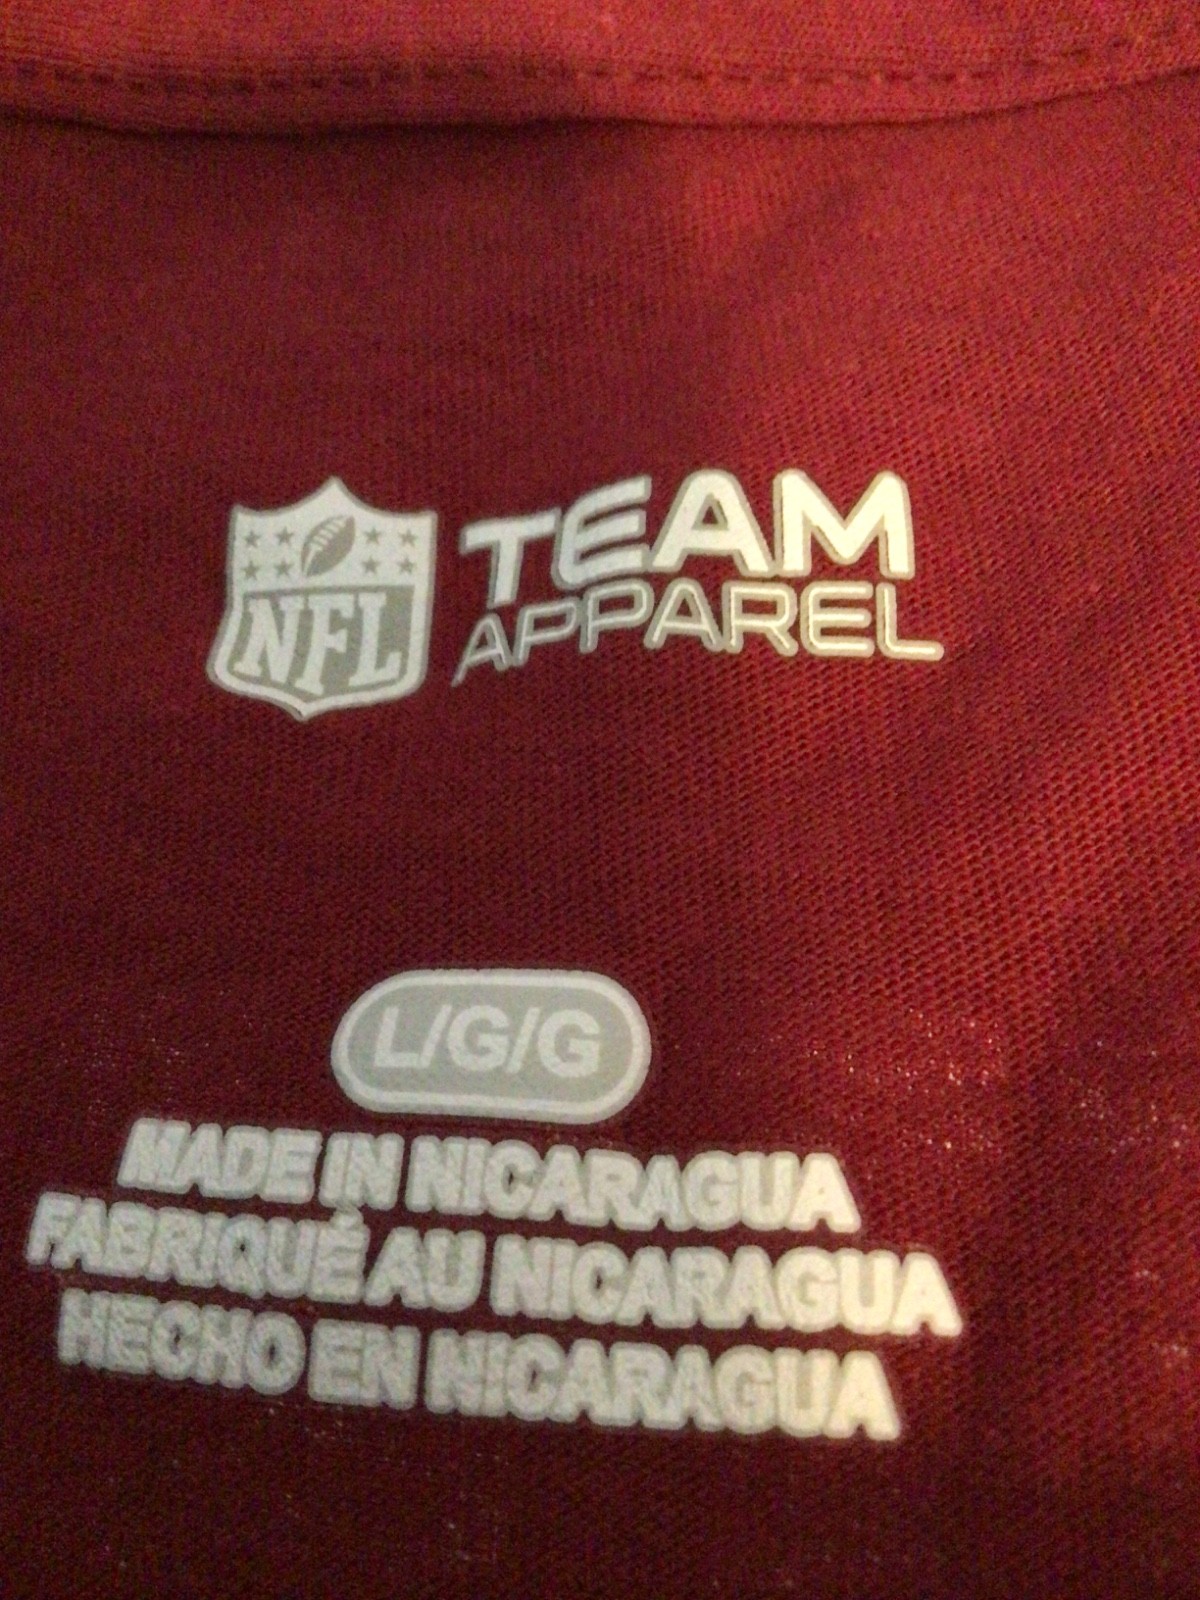 NFL
TEAM
APPAREL
L/G/G
MADE IN NICARAGUA
FABRIQUÉ AU NICARAGUA
HECHO EN NICARAGUA